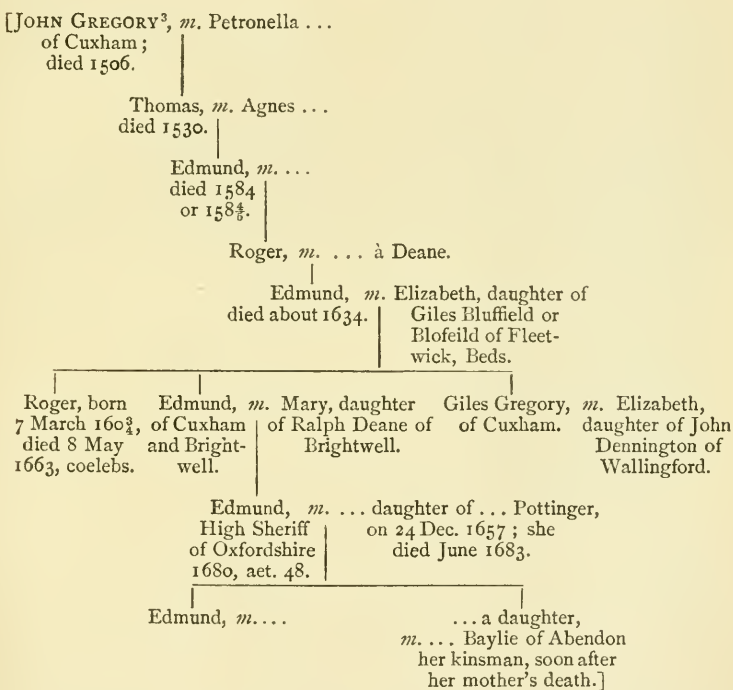 [JOHN GREGORY³, m. Petronella ...
of Cuxham;
died 1506.
Thomas, m. Agnes ...
died 1530.
Edmund, m. ...
died 1584
or 158⅘.
Roger, m. ... à Deane.
Edmund, m. Elizabeth, daughter of
died about 1634. Giles Bluffield or
Blofeild of Fleet-
wick, Beds.
Roger, born
7 March 160¾,
died 8 May
1663, coelebs.
Edmund, m. Mary, daughter
of Cuxham of Ralph Deane of
and Bright- Brightwell.
well.
Giles Gregory, m. Elizabeth,
of Cuxham. daughter of John
Dennington of
Wallingford.
Edmund, m. ... daughter of ... Pottinger,
High Sheriff on 24 Dec. 1657; she
of Oxfordshire died June 1683.
1680, aet. 48.
Edmund, m. ...
... a daughter,
m. ... Baylie of Abendon
her kinsman, soon after
her mother's death.]